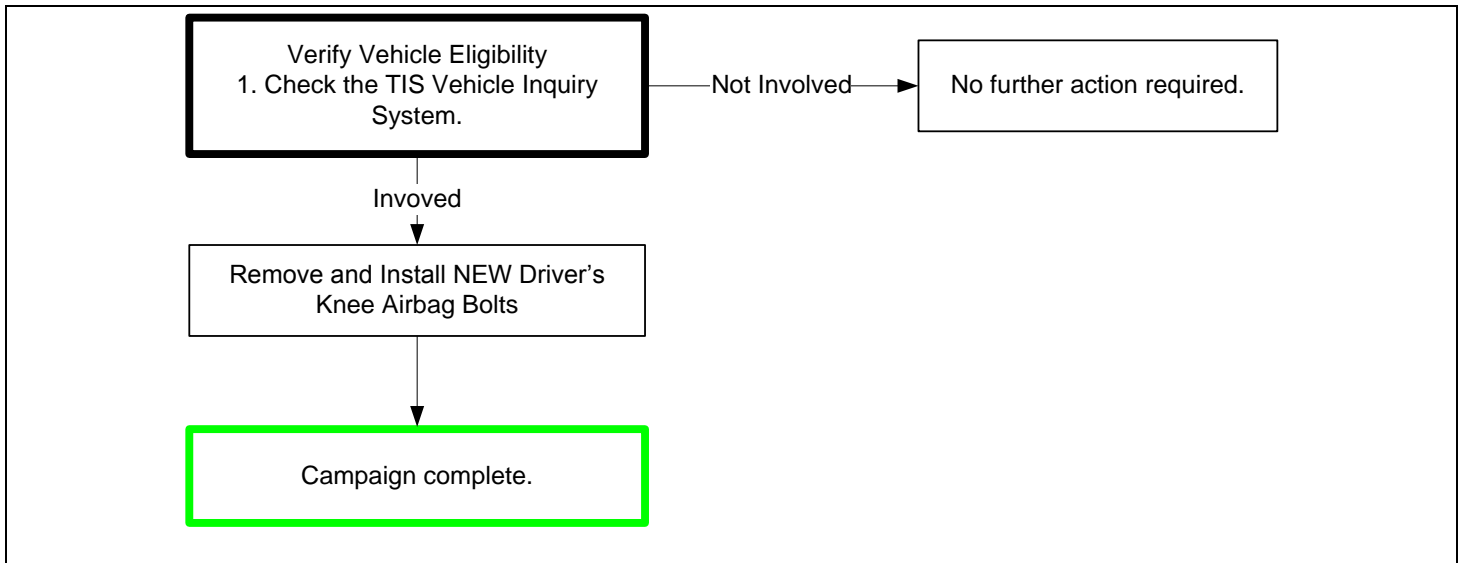 Verify Vehicle Eligibility
1. Check the TIS Vehicle Inquiry
System.
Not Involved
No further action required.
Invoved
Remove and Install NEW Driver’s
Knee Airbag Bolts
Campaign complete.